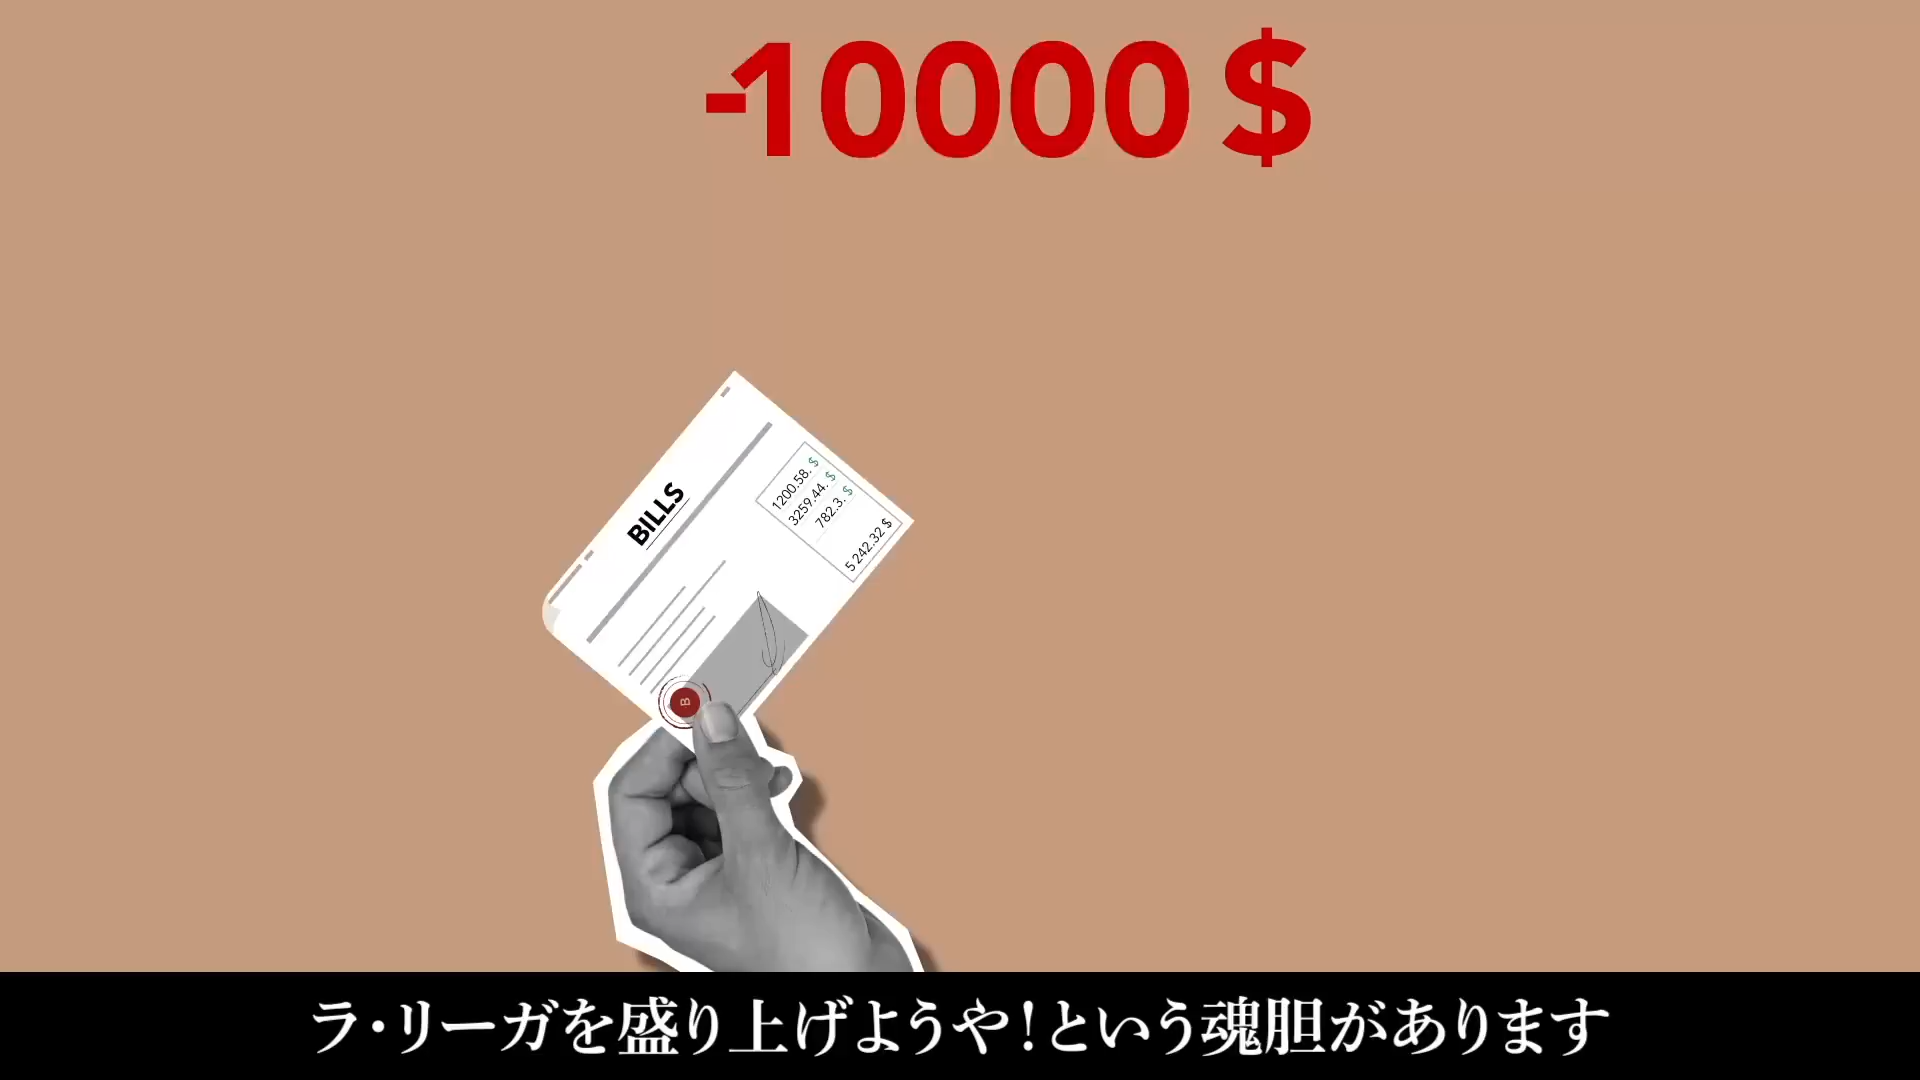 -10000 $
BILLS
1200.58. $
3259.44. $
782.3. $
5 242.32 $
B
ラ・リーガを盛り上げようや!という魂胆があります